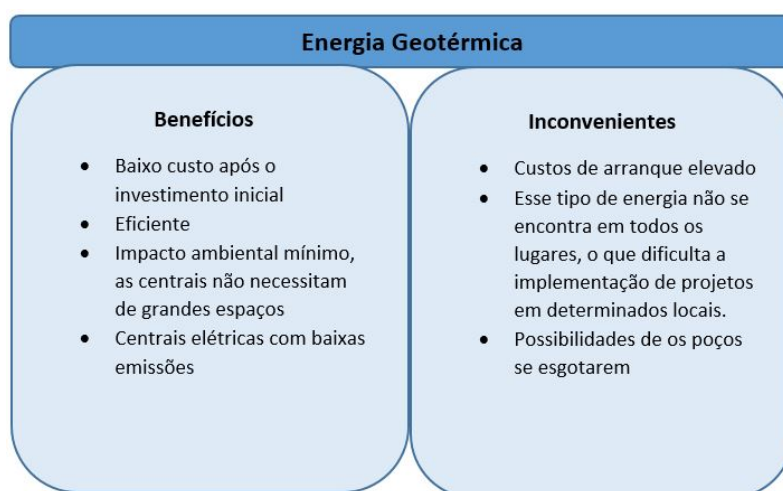 Energia Geotérmica
Benefícios
• Baixo custo após o
investimento inicial
• Eficiente
• Impacto ambiental mínimo,
as centrais não necessitam
de grandes espaços
• Centrais elétricas com baixas
emissões
Inconvenientes
• Custos de arranque elevado
• Esse tipo de energia não se
encontra em todos os
lugares, o que dificulta a
implementação de projetos
em determinados locais.
• Possibilidades de os poços
se esgotarem